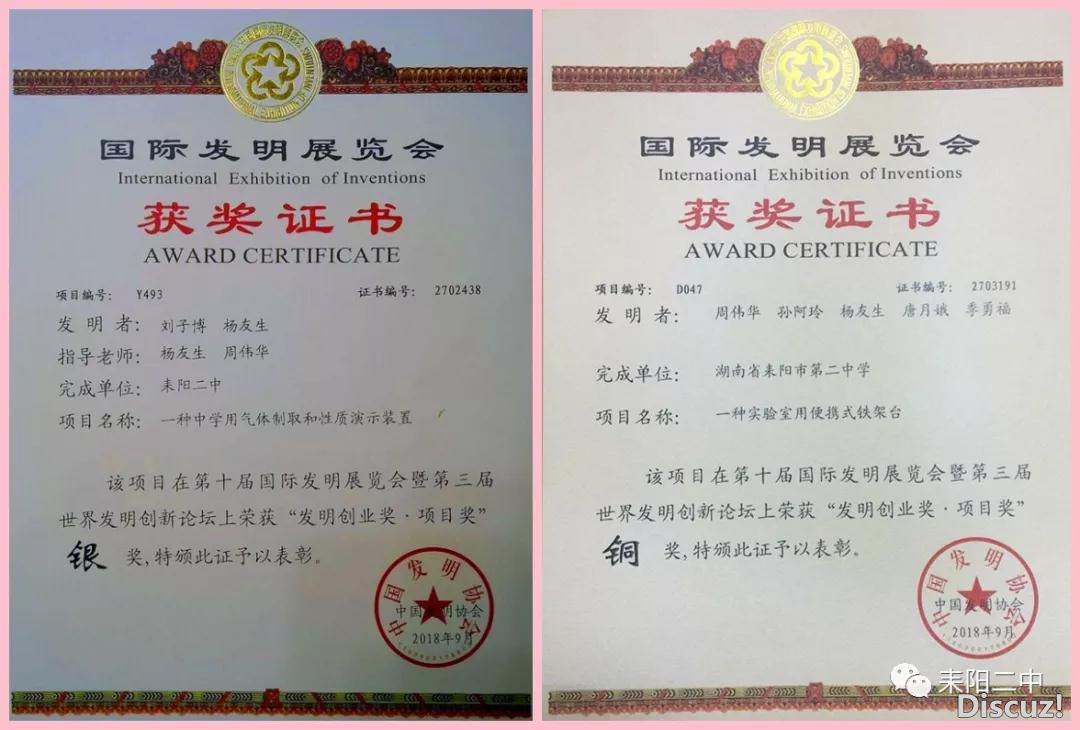 国际发明展览会
International Exhibition of Inventions
获奖证书
AWARD CERTIFICATE
项目编号： Y493 证书编号： 2702438
发明者： 刘子博 杨友生
指导老师： 杨友生 周伟华
完成单位： 耒阳二中
项目名称： 一种中学用气体制取和性质演示装置
该项目在第十届国际发明展览会暨第三届
世界发明创新论坛上荣获“发明创业奖·项目奖”
银 奖，特颁此证予以表彰。
中国发明协会
中国发明协会
2018年9月
国际发明展览会
International Exhibition of Inventions
获奖证书
AWARD CERTIFICATE
项目编号： D047 证书编号： 2703191
发明者： 周伟华 孙阿玲 杨友生 唐月娥 季勇福
完成单位： 湖南省耒阳市第二中学
项目名称： 一种实验室用便携式铁架台
该项目在第十届国际发明展览会暨第三届
世界发明创新论坛上荣获“发明创业奖·项目奖”
铜 奖，特颁此证予以表彰。
中国发明协会
中国发明协会
2018年9月
耒阳二中
Discuz!